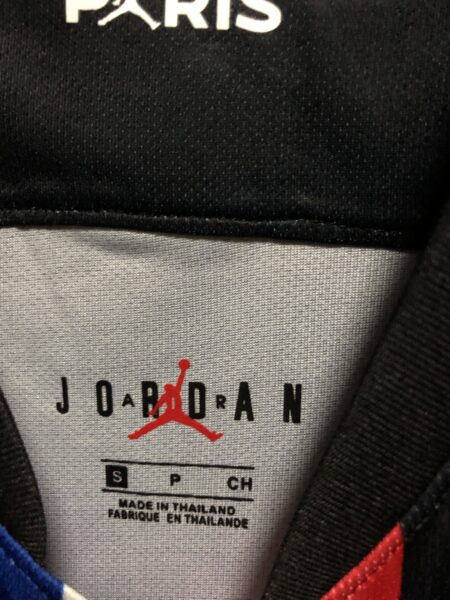 PARIS
JORDAN
AIR
S P CH
MADE IN THAILAND
FABRIQUE EN THAILANDE